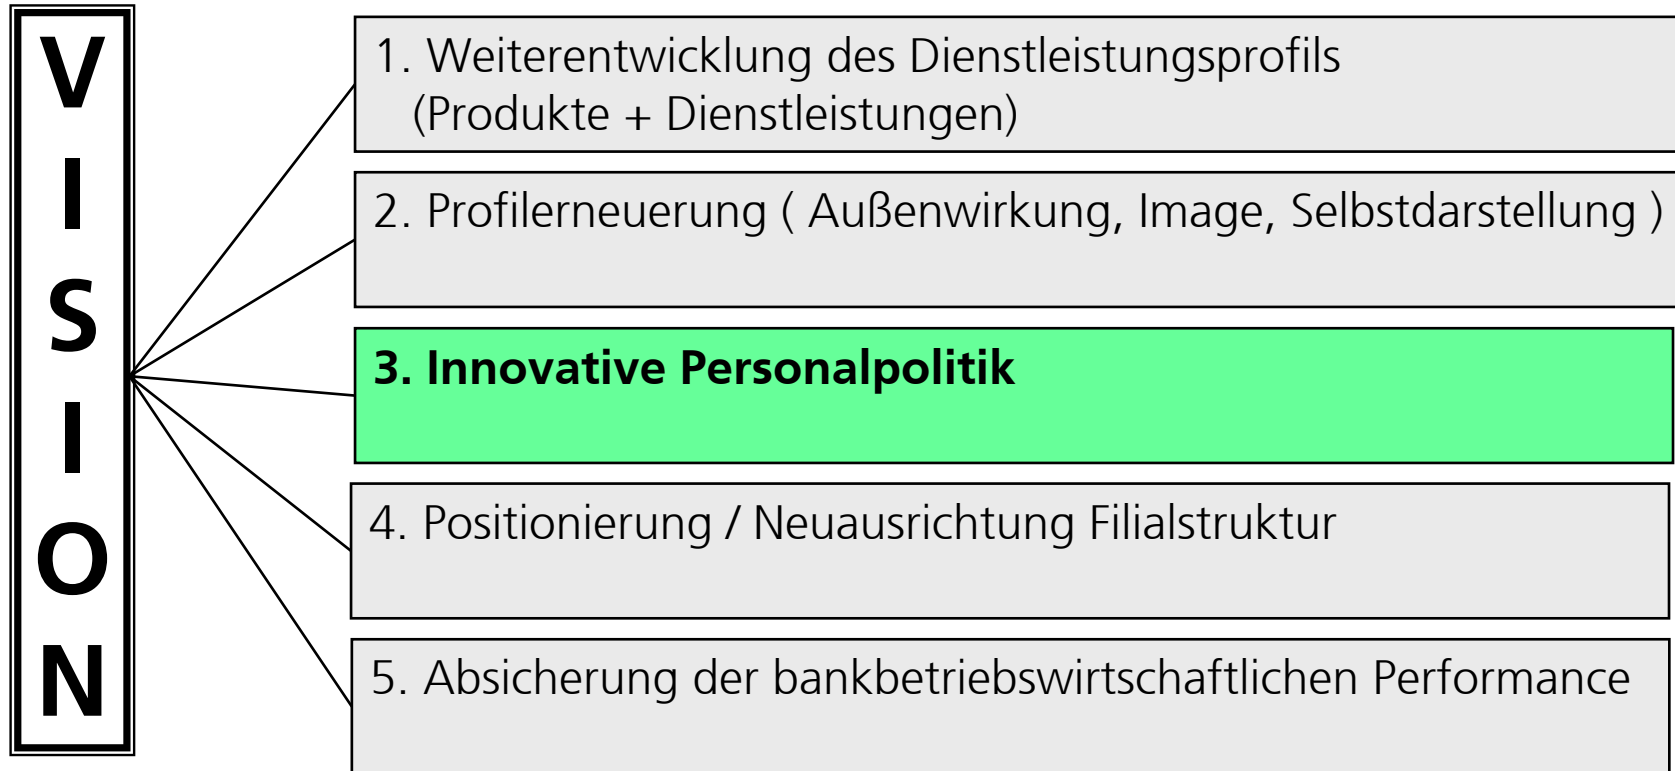 VISION
1. Weiterentwicklung des Dienstleistungsprofils
(Produkte + Dienstleistungen)
2. Profilerneuerung ( Außenwirkung, Image, Selbstdarstellung )
3. Innovative Personalpolitik
4. Positionierung / Neuausrichtung Filialstruktur
5. Absicherung der bankbetriebswirtschaftlichen Performance